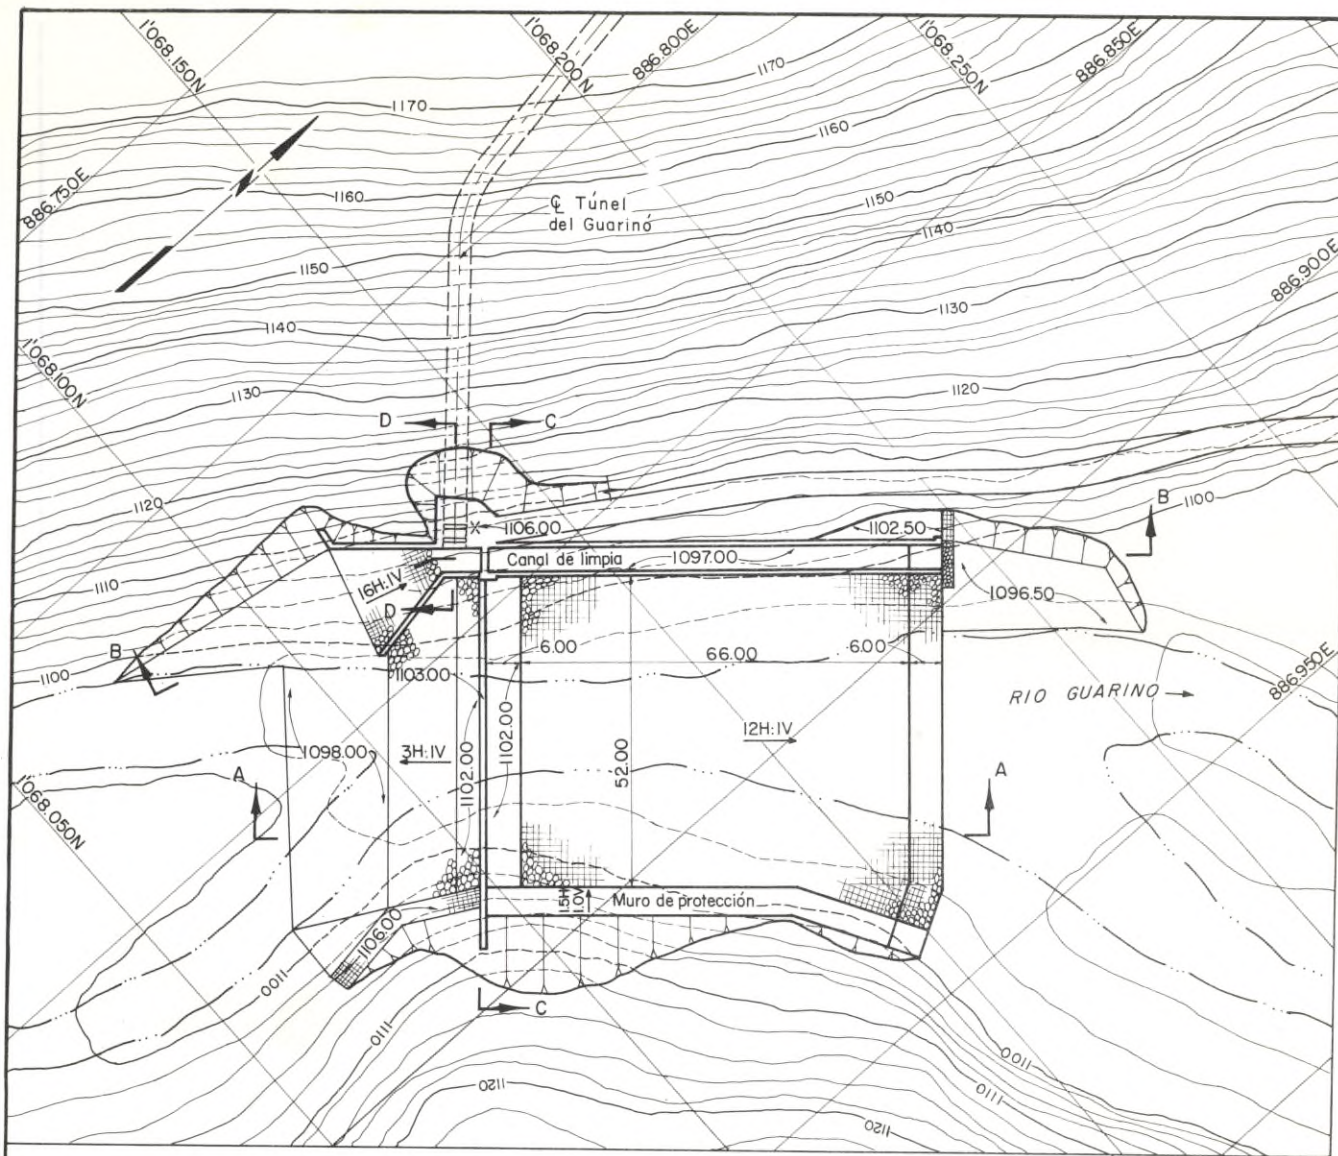 1'068.150N
1'068.200N
886.800E
1'068.250N
886.850E
1170
1170
1160
886.750E
1160
℄ Túnel
del Guarinó
1150
1140
886.900E
1150
1130
1140
1'068.100N
1130
1120
D
C
1120
B
1100
1106.00
1102.50
Canal de limpia
1097.00
1110
16H:1V
D
1096.50
B
6.00
66.00
6.00
1100
1103.00
886.950E
RIO GUARINO
1098.00
3H:1V
1102.00
1102.00
12H:1V
52.00
A
A
1'068.050N
1.5H
1.0V
Muro de protección
1106.00
1100
C
1110
1100
1110
1120
1120